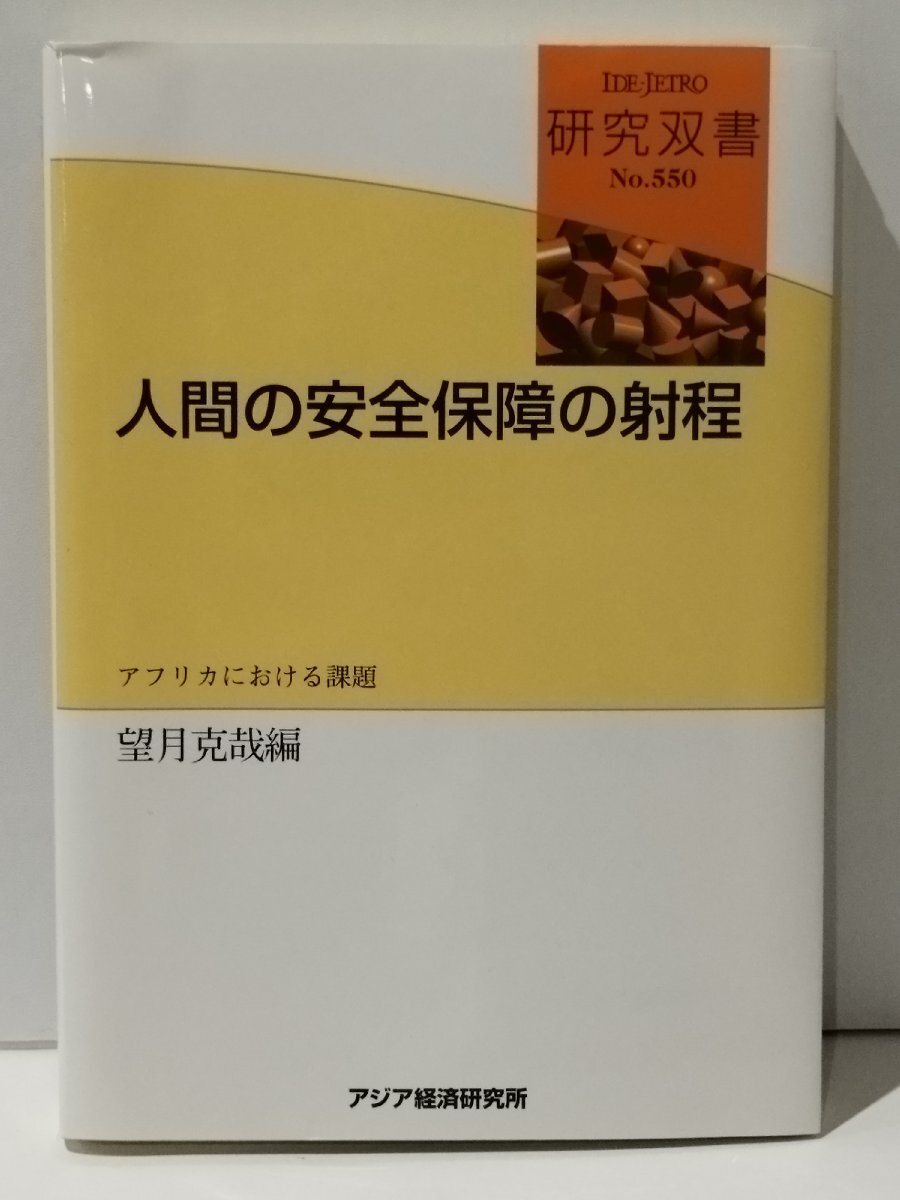 IDE-JETRO
研究双書
No.550
人間の安全保障の射程
アフリカにおける課題
望月克哉編
アジア経済研究所